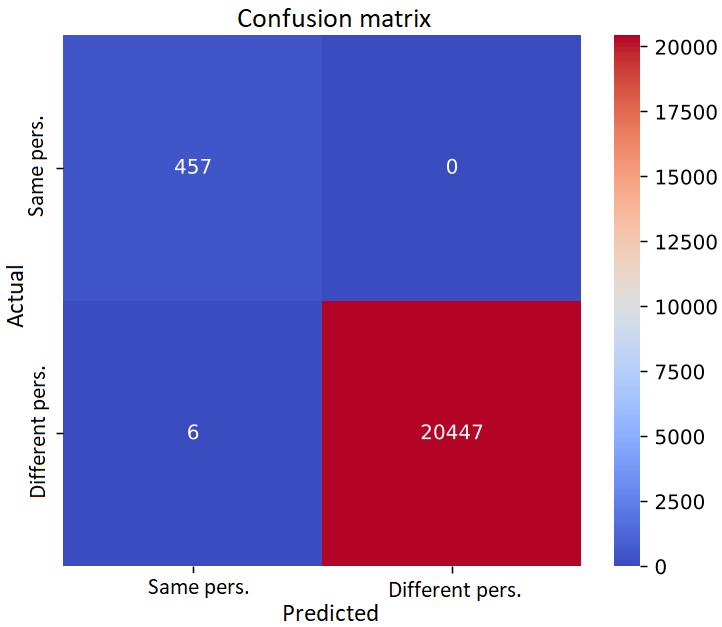 Confusion matrix
Same pers.
Different pers.
Actual
457
0
6
20447
Same pers.
Different pers.
Predicted
20000
17500
15000
12500
10000
7500
5000
2500
0